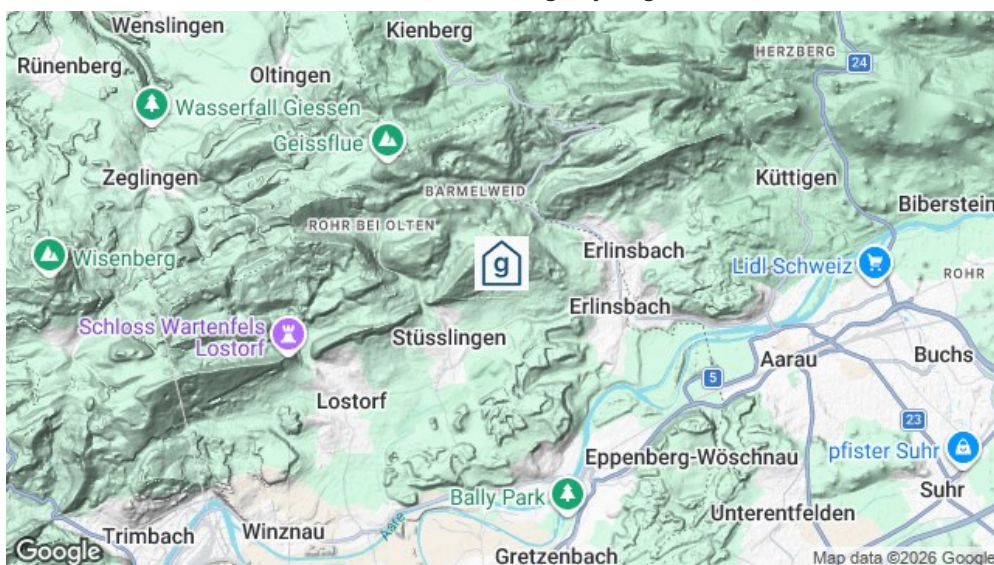 Wenslingen
Kienberg
HERZBERG
24
Rünenberg
Oltingen
Wasserfall Giessen
Geissflue
Zeglingen
BARMELWEID
Küttigen
Biberstein
ROHR BEI OLTEN
Wisenberg
g
Erlinsbach
Lidl Schweiz
ROHR
Erlinsbach
Schloss Wartenfels
Lostorf
Stüsslingen
Aarau
Buchs
5
Lostorf
23
Eppenberg-Wöschnau
pfister Suhr
Bally Park
Suhr
Unterentfelden
Trimbach
Winznau
Aare
Google
Gretzenbach
Map data ©2026 Google